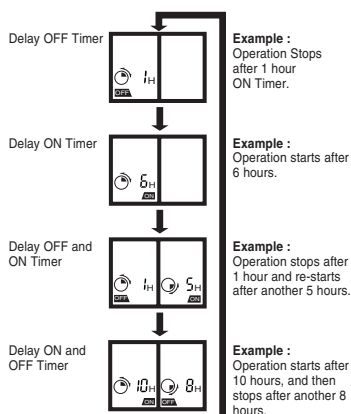 Delay OFF Timer
1H
OFF
Example :
Operation Stops
after 1 hour
ON Timer.
Delay ON Timer
6H
ON
Example :
Operation starts after
6 hours.
Delay OFF and
ON Timer
1H 5H
OFF ON
Example :
Operation stops after
1 hour and re-starts
after another 5 hours.
Delay ON and
OFF Timer
10H 8H
ON OFF
Example :
Operation starts after
10 hours, and then
stops after another 8
hours.